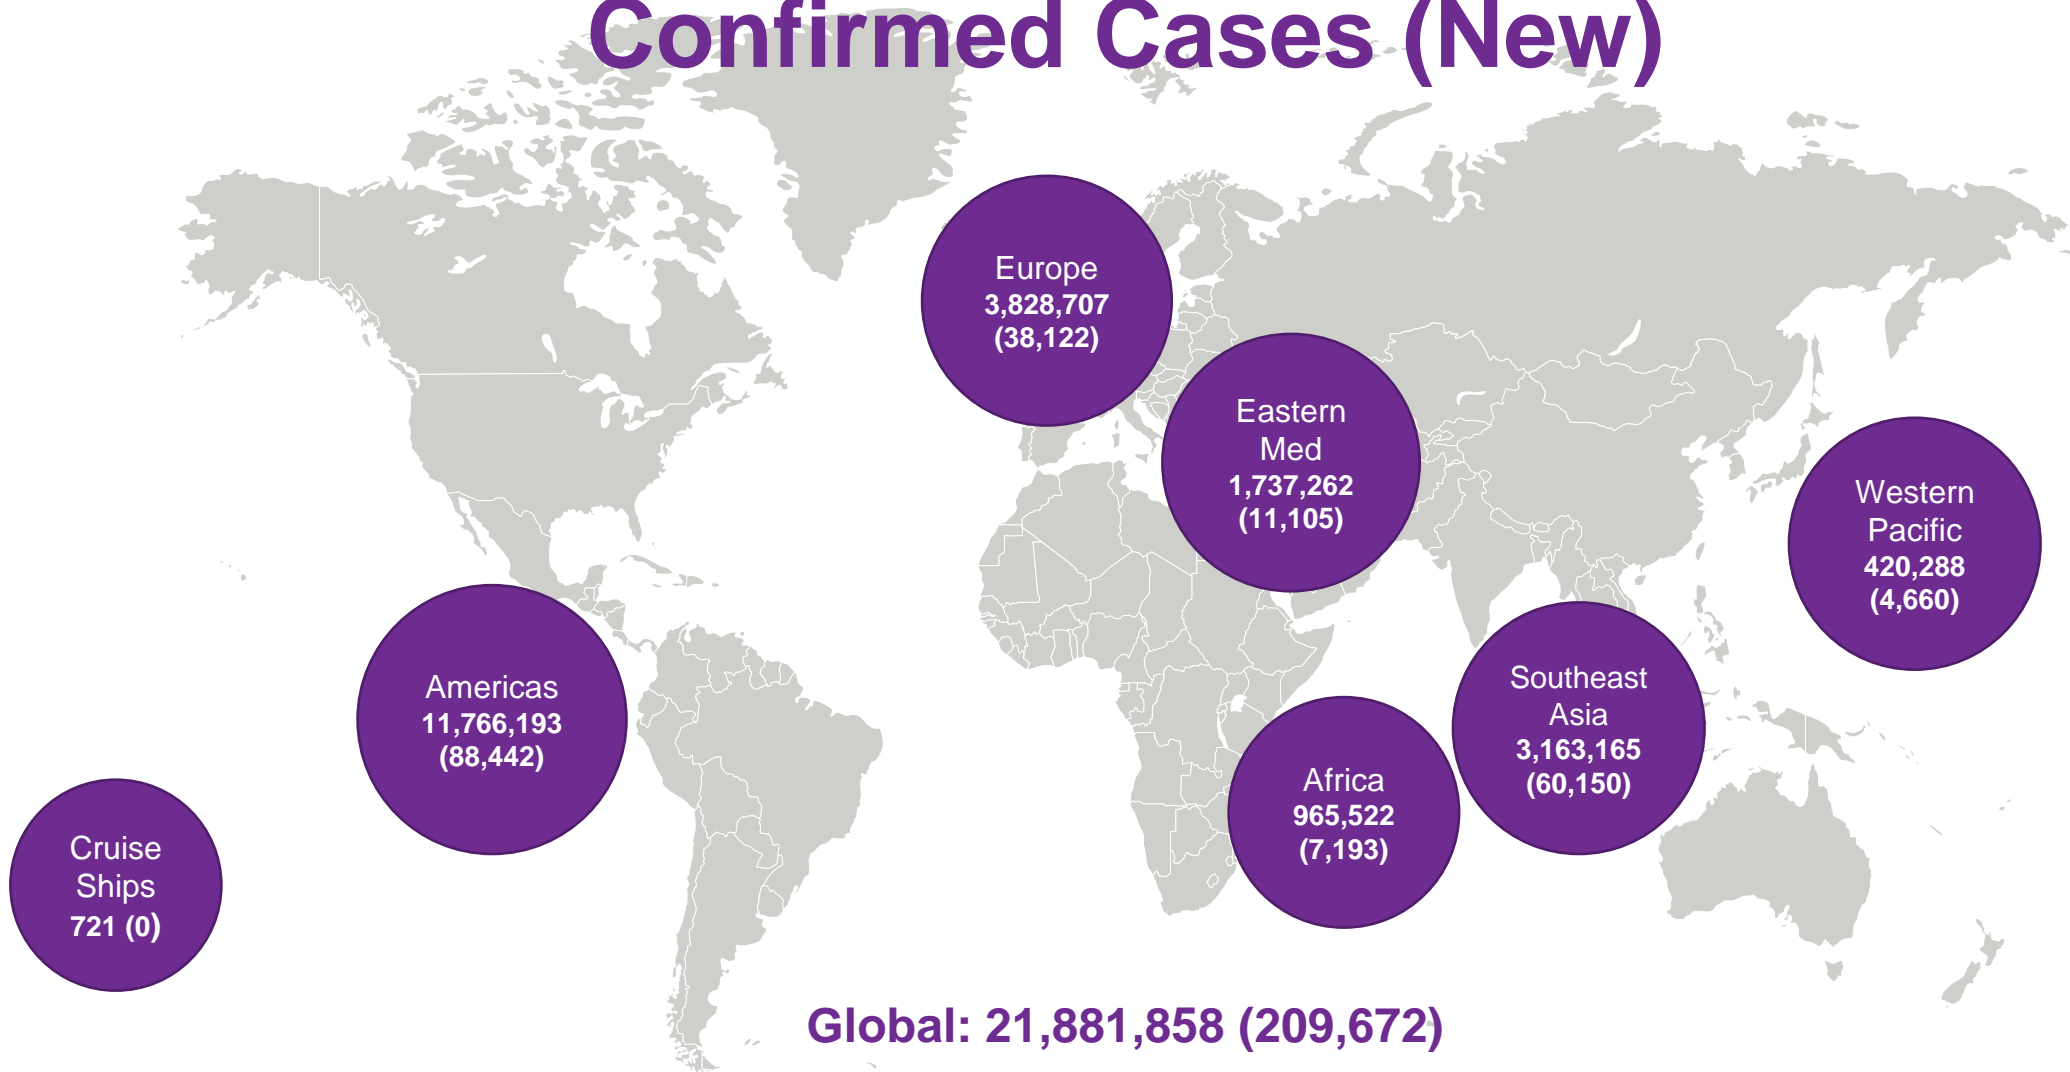 Confirmed Cases (New)
Europe
3,828,707
(38,122)
Eastern
Med
1,737,262
(11,105)
Western
Pacific
420,288
(4,660)
Americas
11,766,193
(88,442)
Southeast
Asia
3,163,165
(60,150)
Africa
965,522
(7,193)
Cruise
Ships
721 (0)
Global: 21,881,858 (209,672)